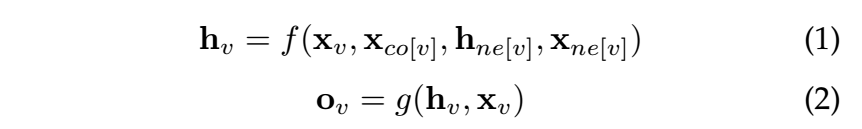 𝐡_v = f(𝐱_v, 𝐱_{co[v]}, 𝐡_{ne[v]}, 𝐱_{ne[v]}) (1)
𝐨_v = g(𝐡_v, 𝐱_v) (2)